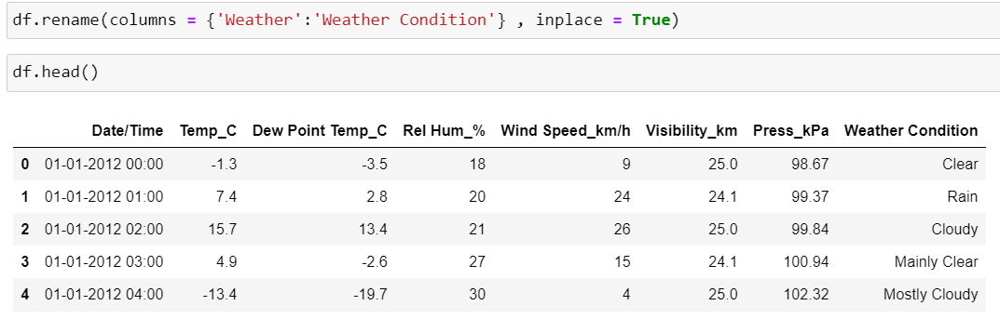 df.rename(columns = {'Weather':'Weather Condition'} , inplace = True)
df.head()
Date/Time Temp_C Dew Point Temp_C Rel Hum_% Wind Speed_km/h Visibility_km Press_kPa Weather Condition
0 01-01-2012 00:00 -1.3 -3.5 18 9 25.0 98.67 Clear
1 01-01-2012 01:00 7.4 2.8 20 24 24.1 99.37 Rain
2 01-01-2012 02:00 15.7 13.4 21 26 25.0 99.84 Cloudy
3 01-01-2012 03:00 4.9 -2.6 27 15 24.1 100.94 Mainly Clear
4 01-01-2012 04:00 -13.4 -19.7 30 4 25.0 102.32 Mostly Cloudy